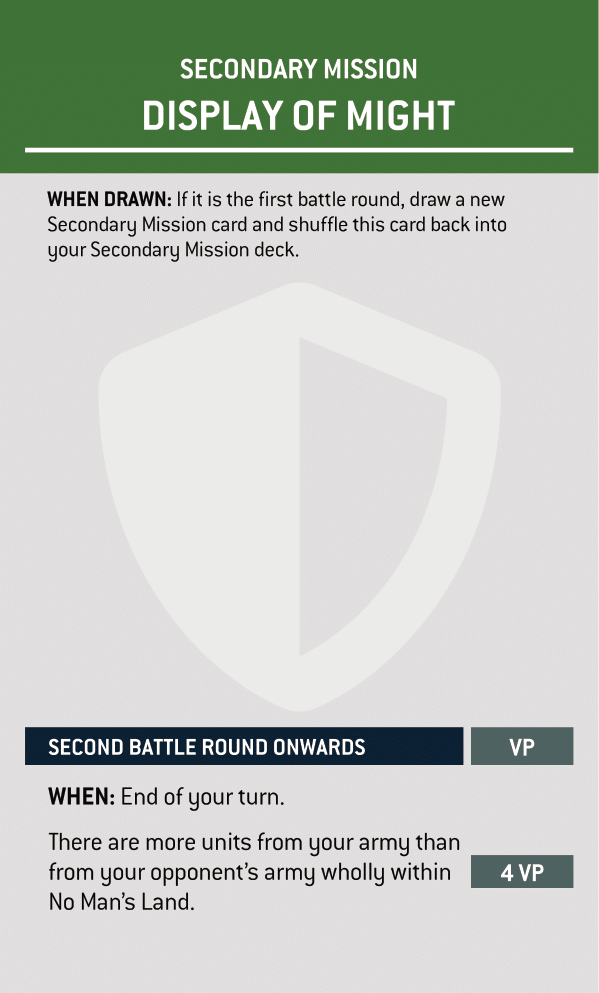 SECONDARY MISSION
DISPLAY OF MIGHT
WHEN DRAWN: If it is the first battle round, draw a new
Secondary Mission card and shuffle this card back into
your Secondary Mission deck.
SECOND BATTLE ROUND ONWARDS
VP
WHEN: End of your turn.
There are more units from your army than
from your opponent’s army wholly within
No Man’s Land.
4 VP